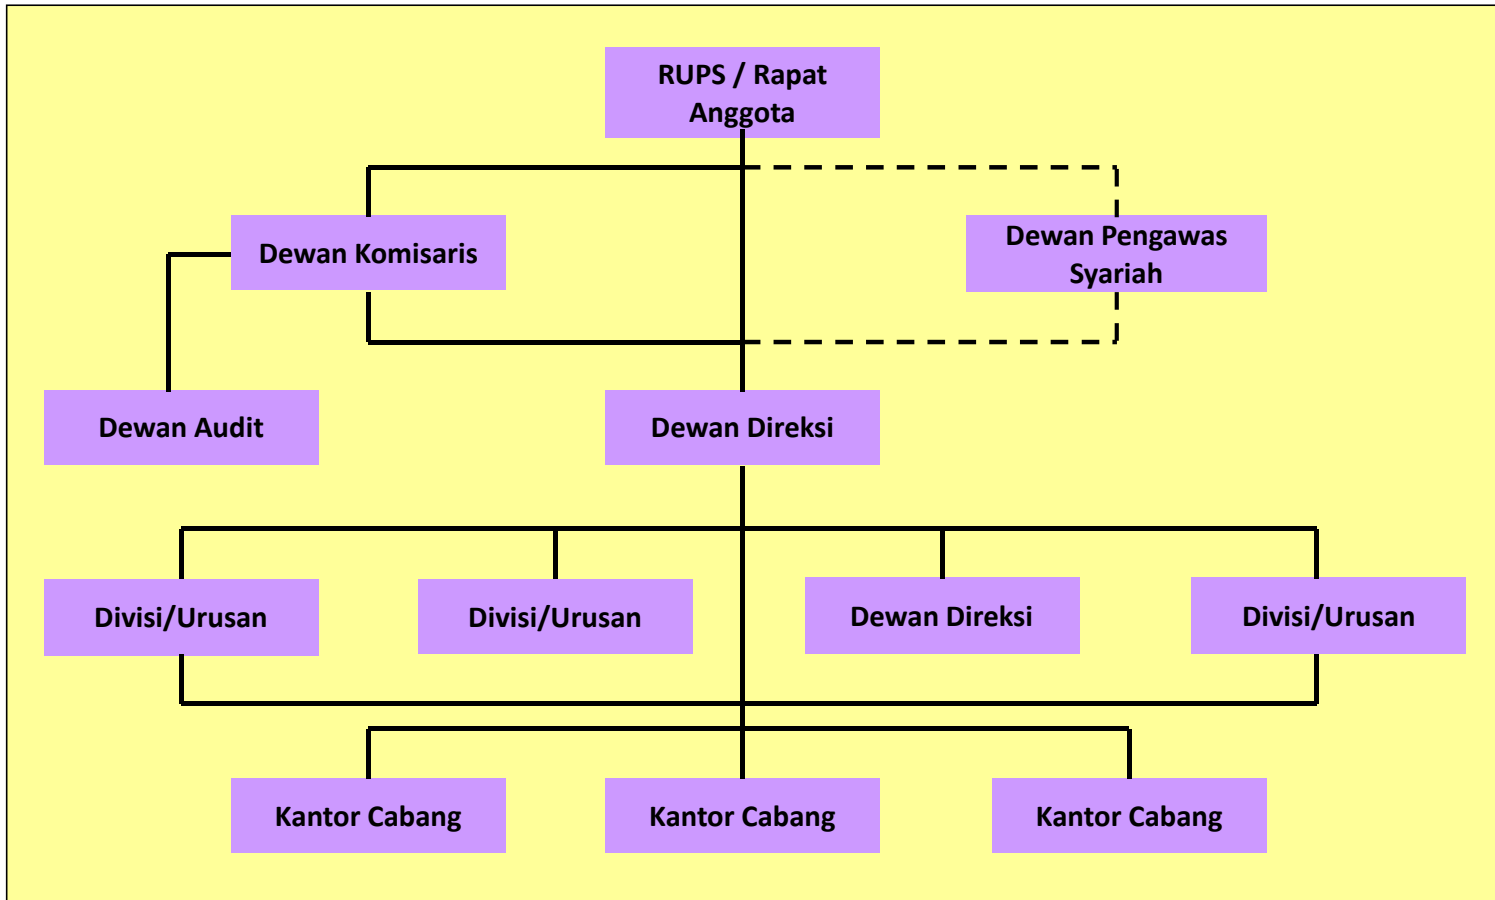 RUPS / Rapat
Anggota
Dewan Komisaris
Dewan Pengawas
Syariah
Dewan Audit
Dewan Direksi
Divisi/Urusan
Divisi/Urusan
Dewan Direksi
Divisi/Urusan
Kantor Cabang
Kantor Cabang
Kantor Cabang